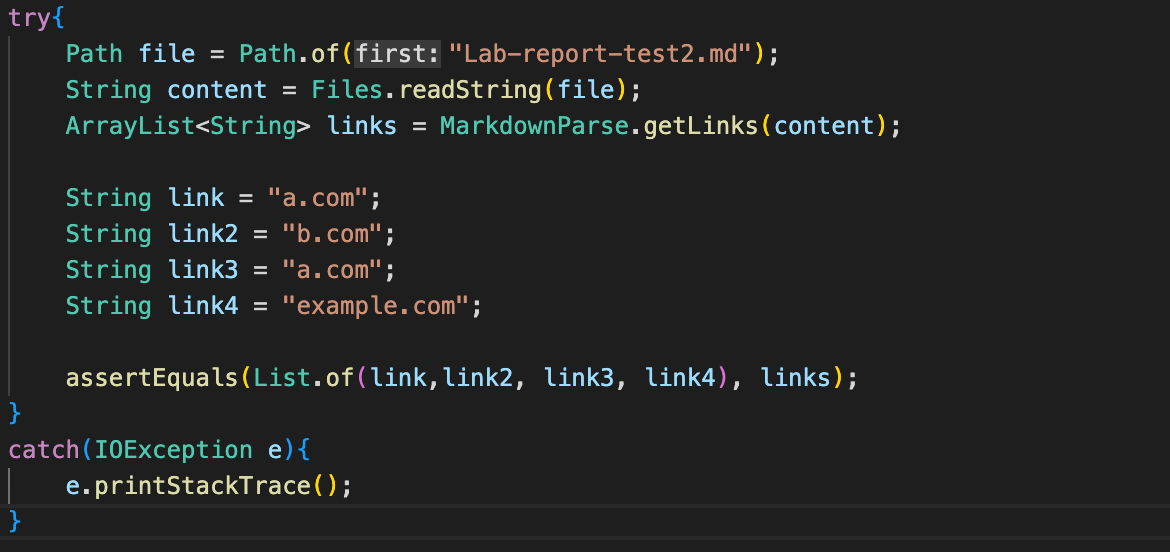 try{
Path file = Path.of(first: "Lab-report-test2.md");
String content = Files.readString(file);
ArrayList<String> links = MarkdownParse.getLinks(content);
String link = "a.com";
String link2 = "b.com";
String link3 = "a.com";
String link4 = "example.com";
assertEquals(List.of(link,link2, link3, link4), links);
}
catch(IOException e){
e.printStackTrace();
}